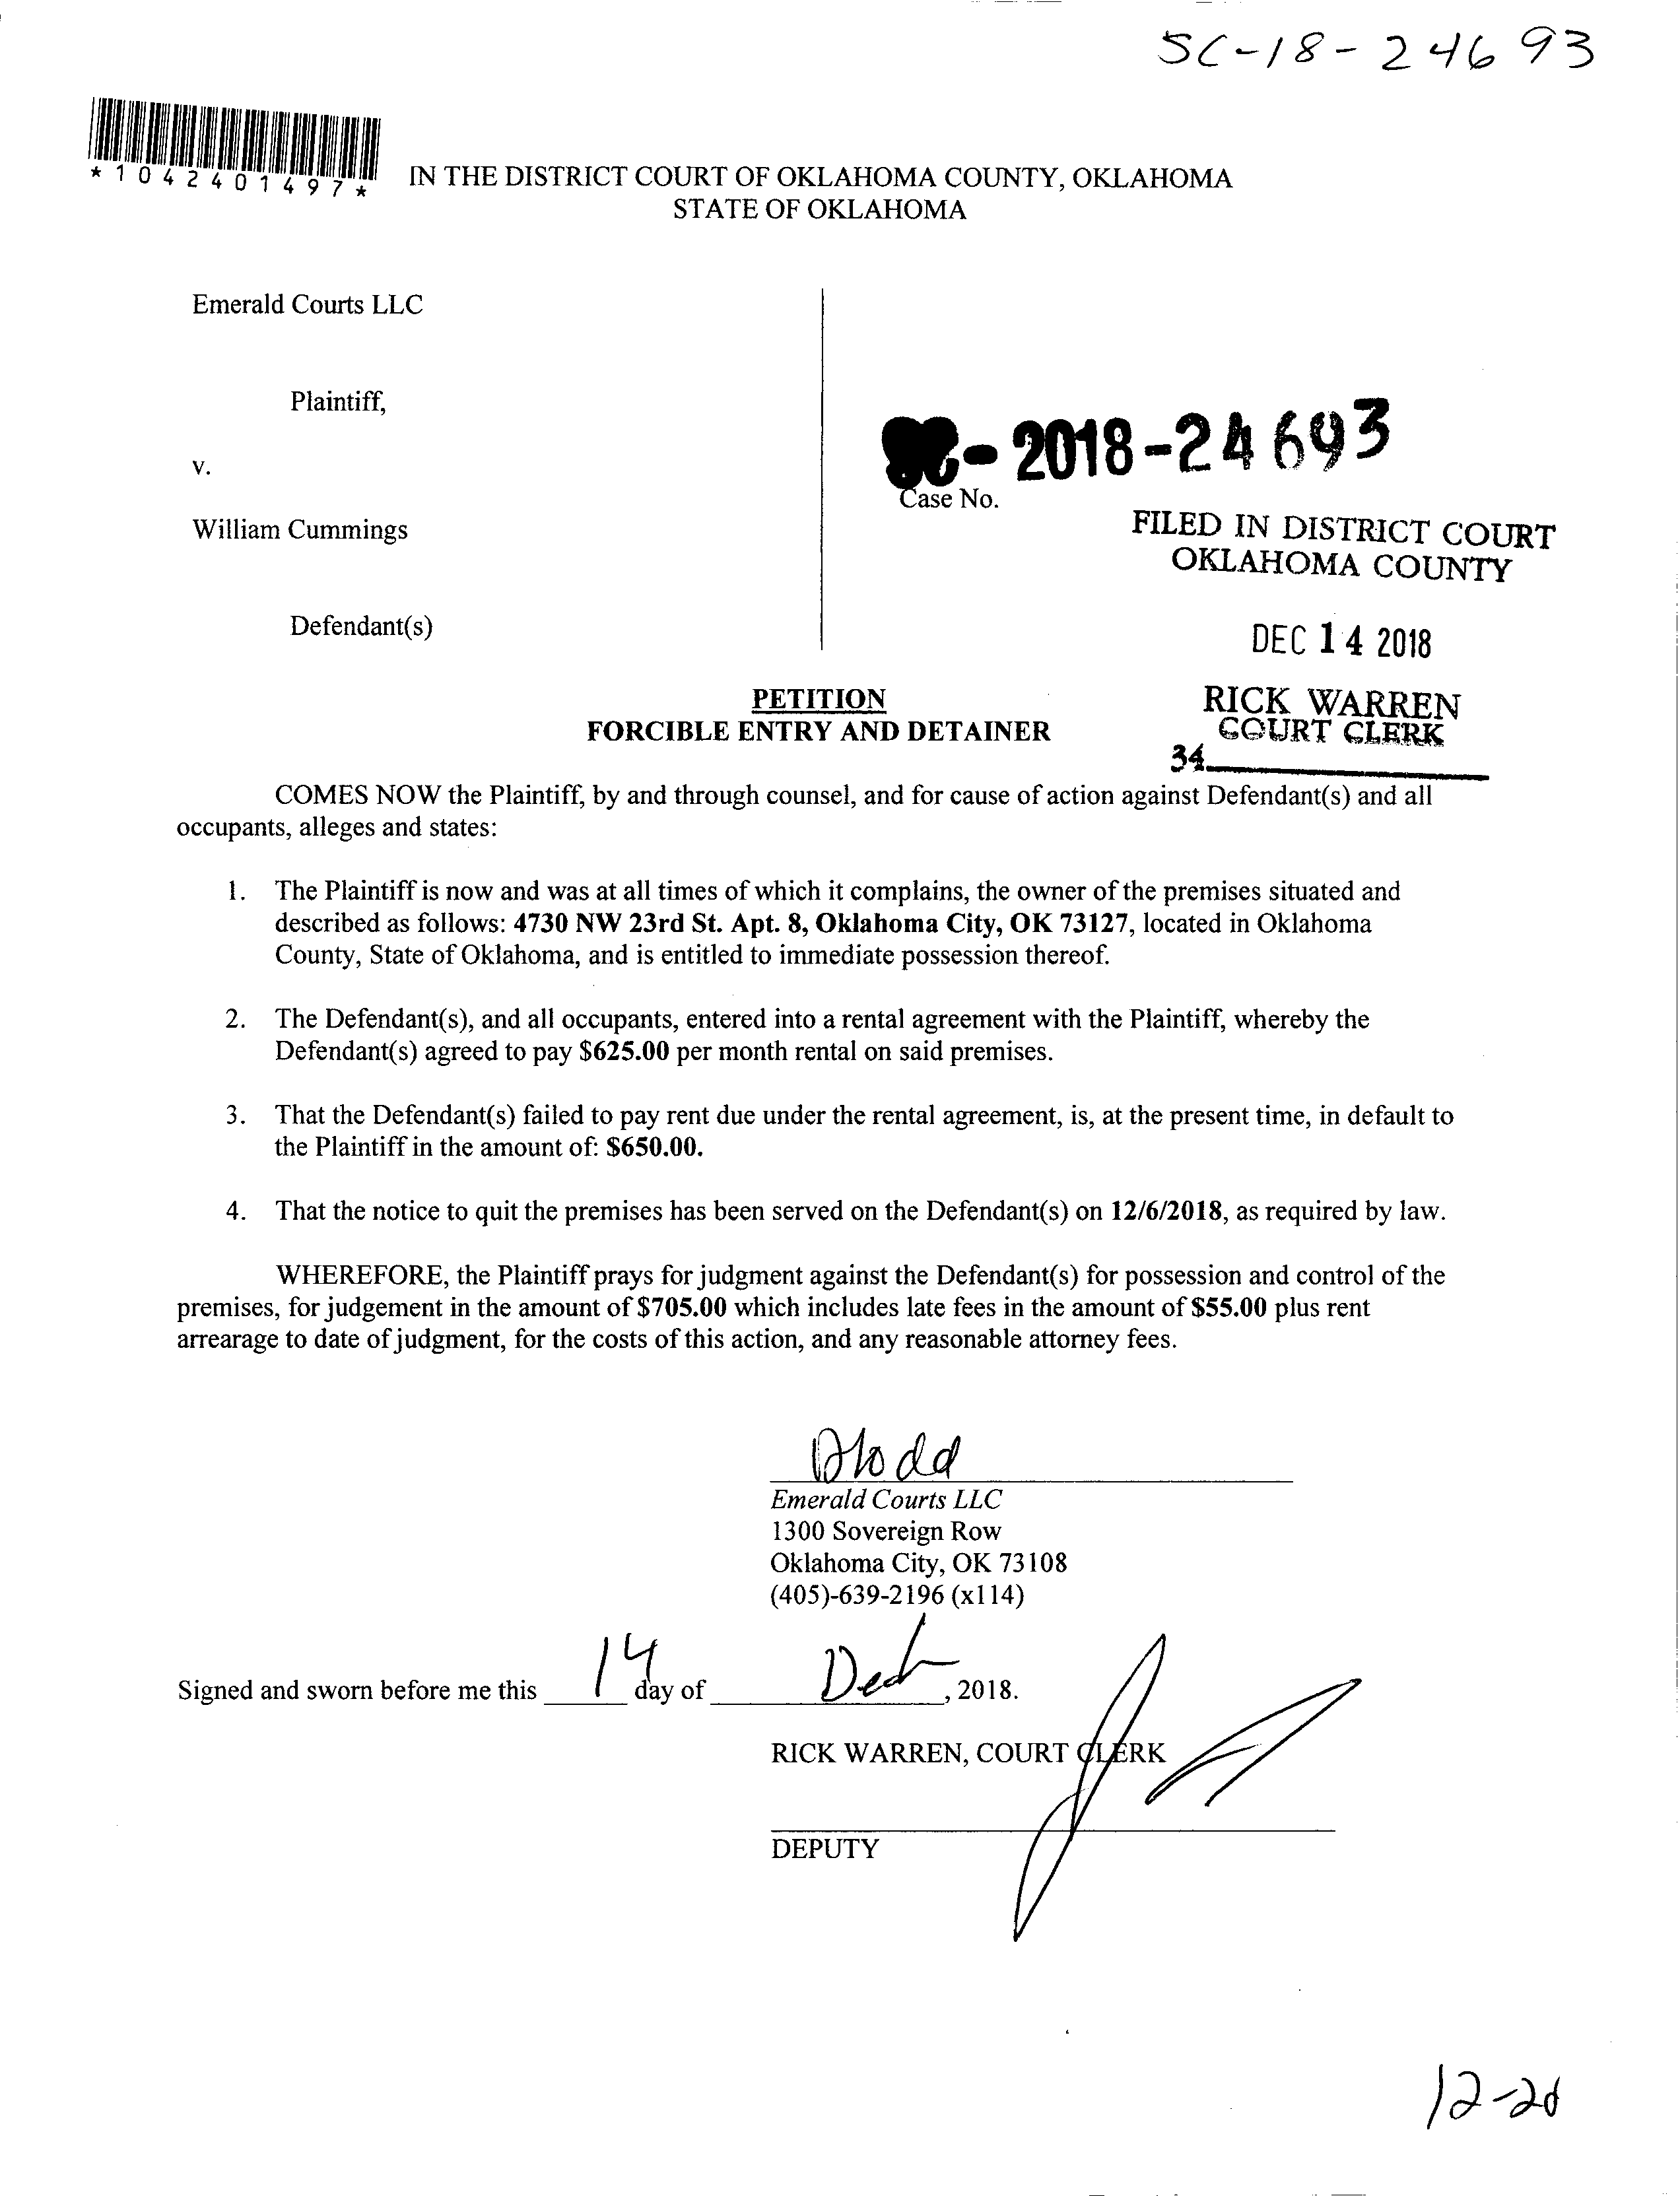 SC-18-24693
*1042401497*
IN THE DISTRICT COURT OF OKLAHOMA COUNTY, OKLAHOMA
STATE OF OKLAHOMA
Emerald Courts LLC
Plaintiff,
v.
William Cummings
Defendant(s)
SC-2018-24693
Case No.
FILED IN DISTRICT COURT
OKLAHOMA COUNTY
DEC 14 2018
RICK WARREN
COURT CLERK
34
PETITION
FORCIBLE ENTRY AND DETAINER
COMES NOW the Plaintiff, by and through counsel, and for cause of action against Defendant(s) and all
occupants, alleges and states:
1. The Plaintiff is now and was at all times of which it complains, the owner of the premises situated and
described as follows: 4730 NW 23rd St. Apt. 8, Oklahoma City, OK 73127, located in Oklahoma
County, State of Oklahoma, and is entitled to immediate possession thereof.
2. The Defendant(s), and all occupants, entered into a rental agreement with the Plaintiff, whereby the
Defendant(s) agreed to pay $625.00 per month rental on said premises.
3. That the Defendant(s) failed to pay rent due under the rental agreement, is, at the present time, in default to
the Plaintiff in the amount of: $650.00.
4. That the notice to quit the premises has been served on the Defendant(s) on 12/6/2018, as required by law.
WHEREFORE, the Plaintiff prays for judgment against the Defendant(s) for possession and control of the
premises, for judgement in the amount of $705.00 which includes late fees in the amount of $55.00 plus rent
arrearage to date of judgment, for the costs of this action, and any reasonable attorney fees.
Emerald Courts LLC
1300 Sovereign Row
Oklahoma City, OK 73108
(405)-639-2196 (x114)
Signed and sworn before me this 14 day of Dec, 2018.
RICK WARREN, COURT CLERK
DEPUTY